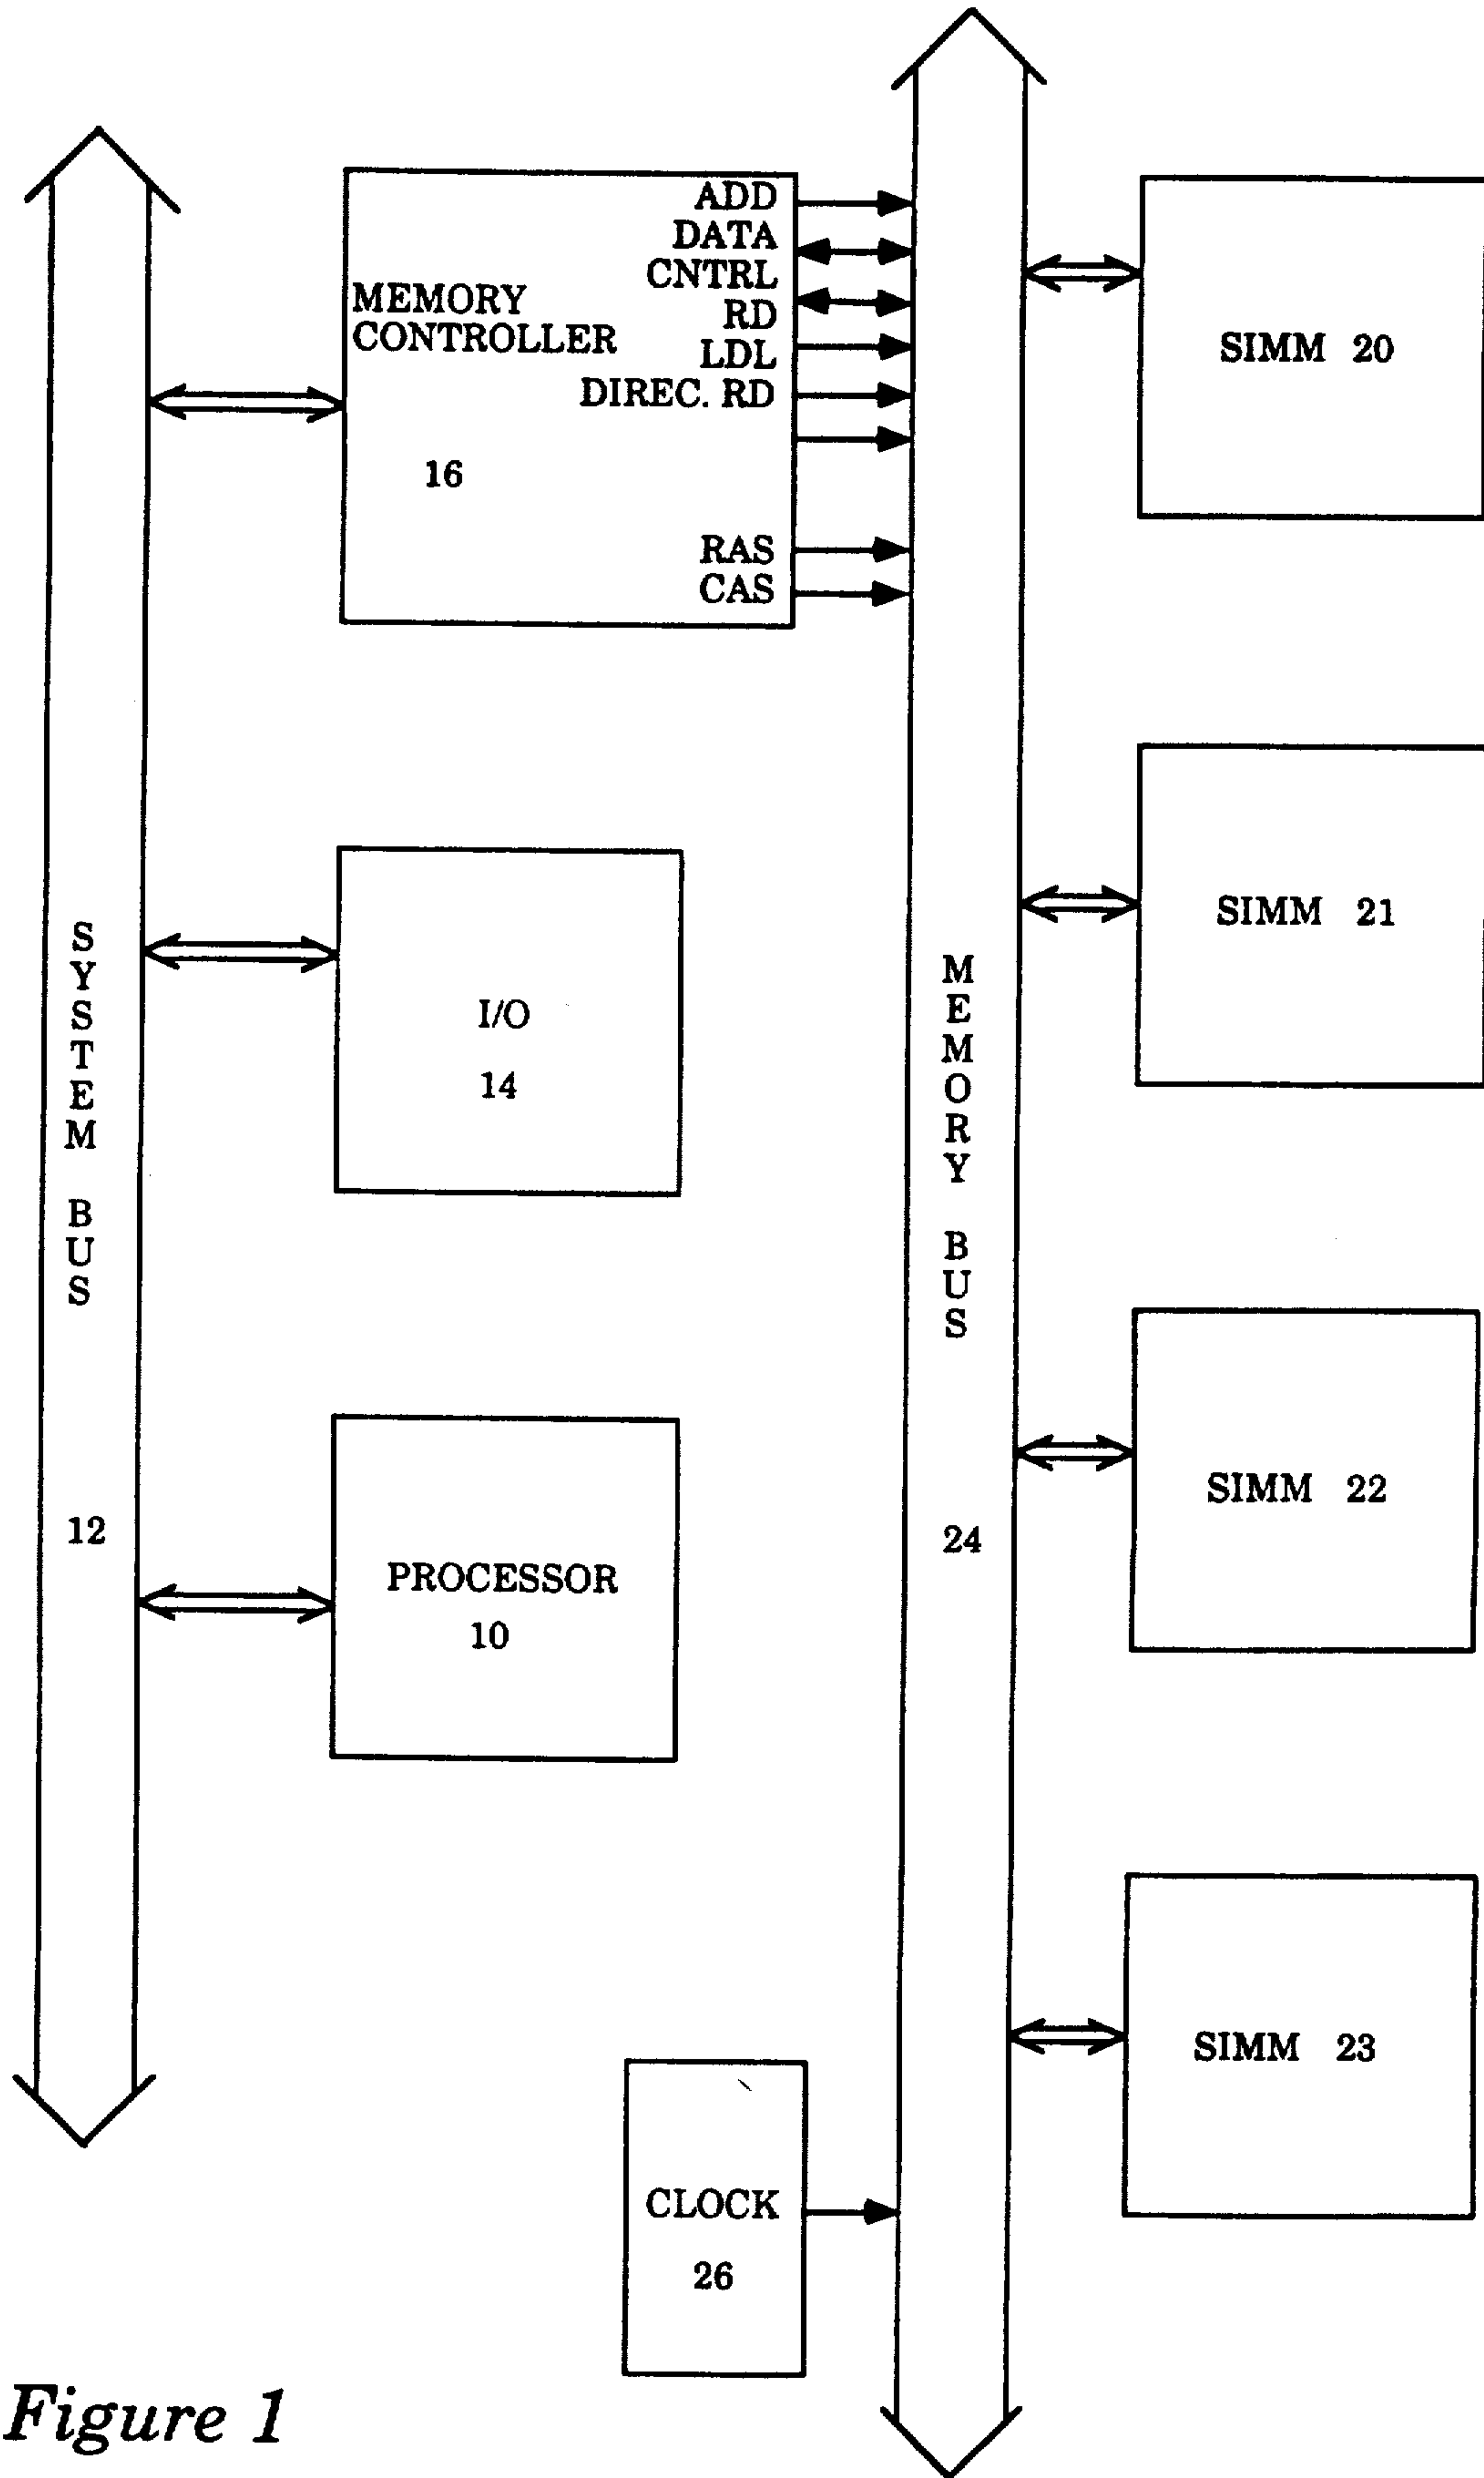 ADD
DATA
CNTRL
RD
LDL
DIREC. RD
MEMORY
CONTROLLER
16
RAS
CAS
SIMM 20
SYSTEM BUS
12
I/O
14
MEMORY BUS
24
SIMM 21
PROCESSOR
10
SIMM 22
SIMM 23
CLOCK
26
Figure 1